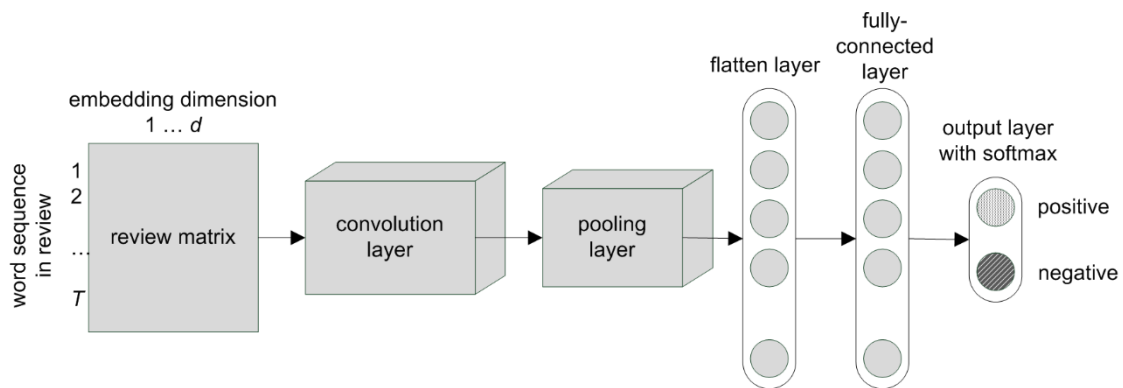 embedding dimension
1 … d
word sequence
in review
1
2
…
T
review matrix
convolution
layer
pooling
layer
flatten layer
fully-
connected
layer
output layer
with softmax
positive
negative